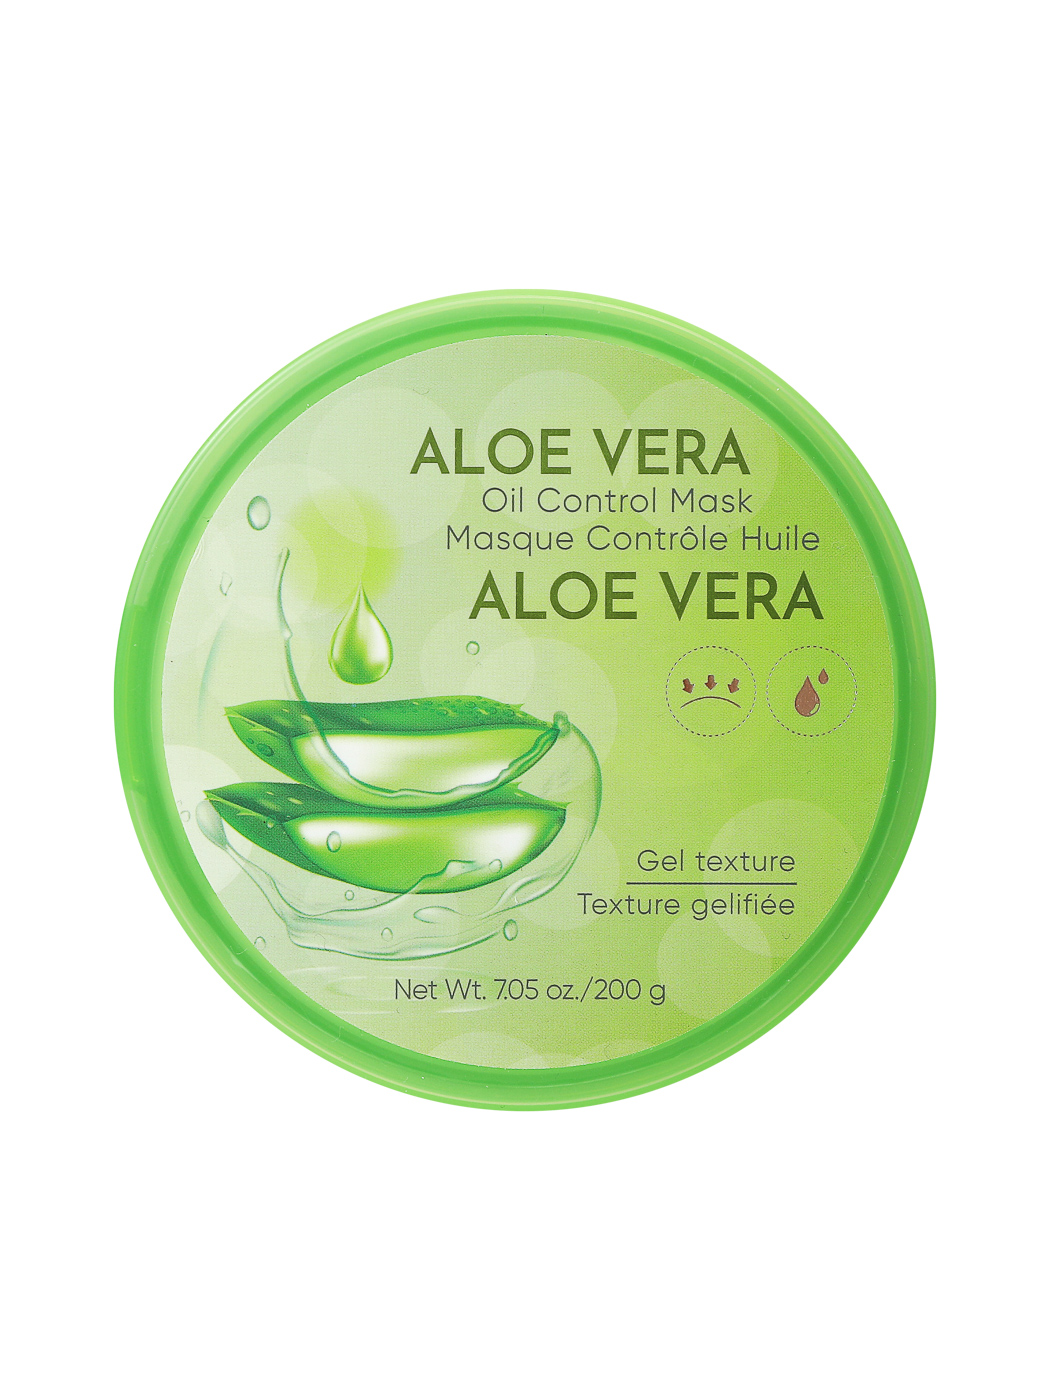 ALOE VERA
Oil Control Mask
Masque Contrôle Huile
ALOE VERA
Gel texture
Texture gelifiée
Net Wt. 7.05 oz./200 g